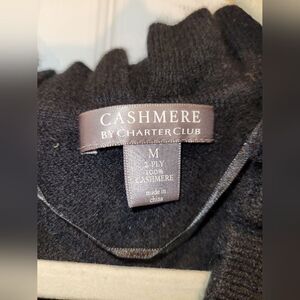 CASHMERE
BY CHARTER CLUB
M
2-PLY
100%
CASHMERE
made in
china